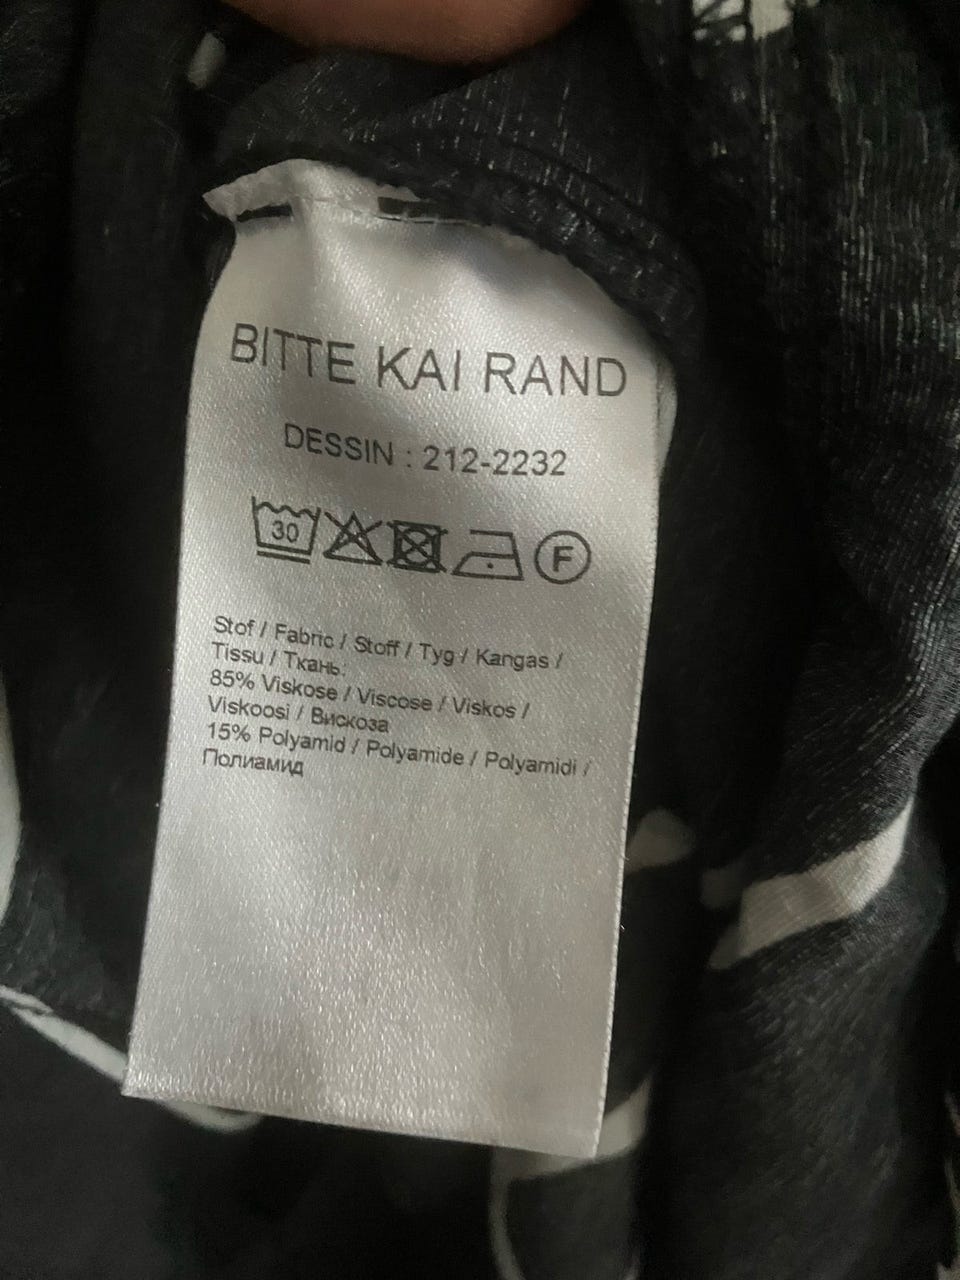 BITTE KAI RAND
DESSIN : 212-2232
30 F
Stof / Fabric / Stoff / Tyg / Kangas /
Tissu / Ткань:
85% Viskose / Viscose / Viskos /
Viskoosi / Вискоза
15% Polyamid / Polyamide / Polyamidi /
Полиамид